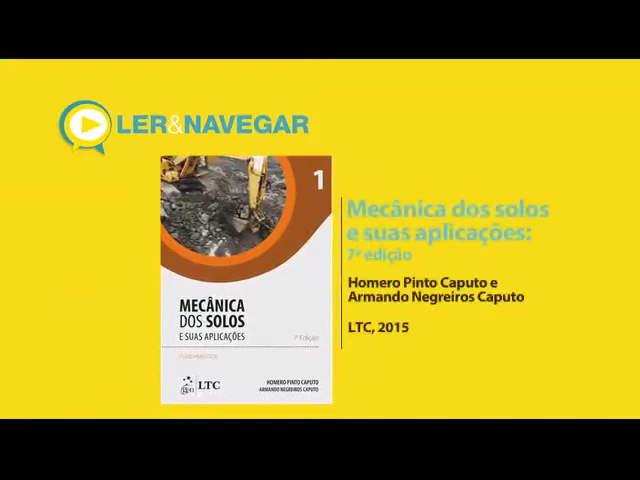 LER&NAVEGAR
1
MECÂNICA
DOS SOLOS
E SUAS APLICAÇÕES
7ª Edição
FUNDAMENTOS
LTC
HOMERO PINTO CAPUTO
ARMANDO NEGREIROS CAPUTO
Mecânica dos solos
e suas aplicações:
7ª edição
Homero Pinto Caputo e
Armando Negreiros Caputo
LTC, 2015